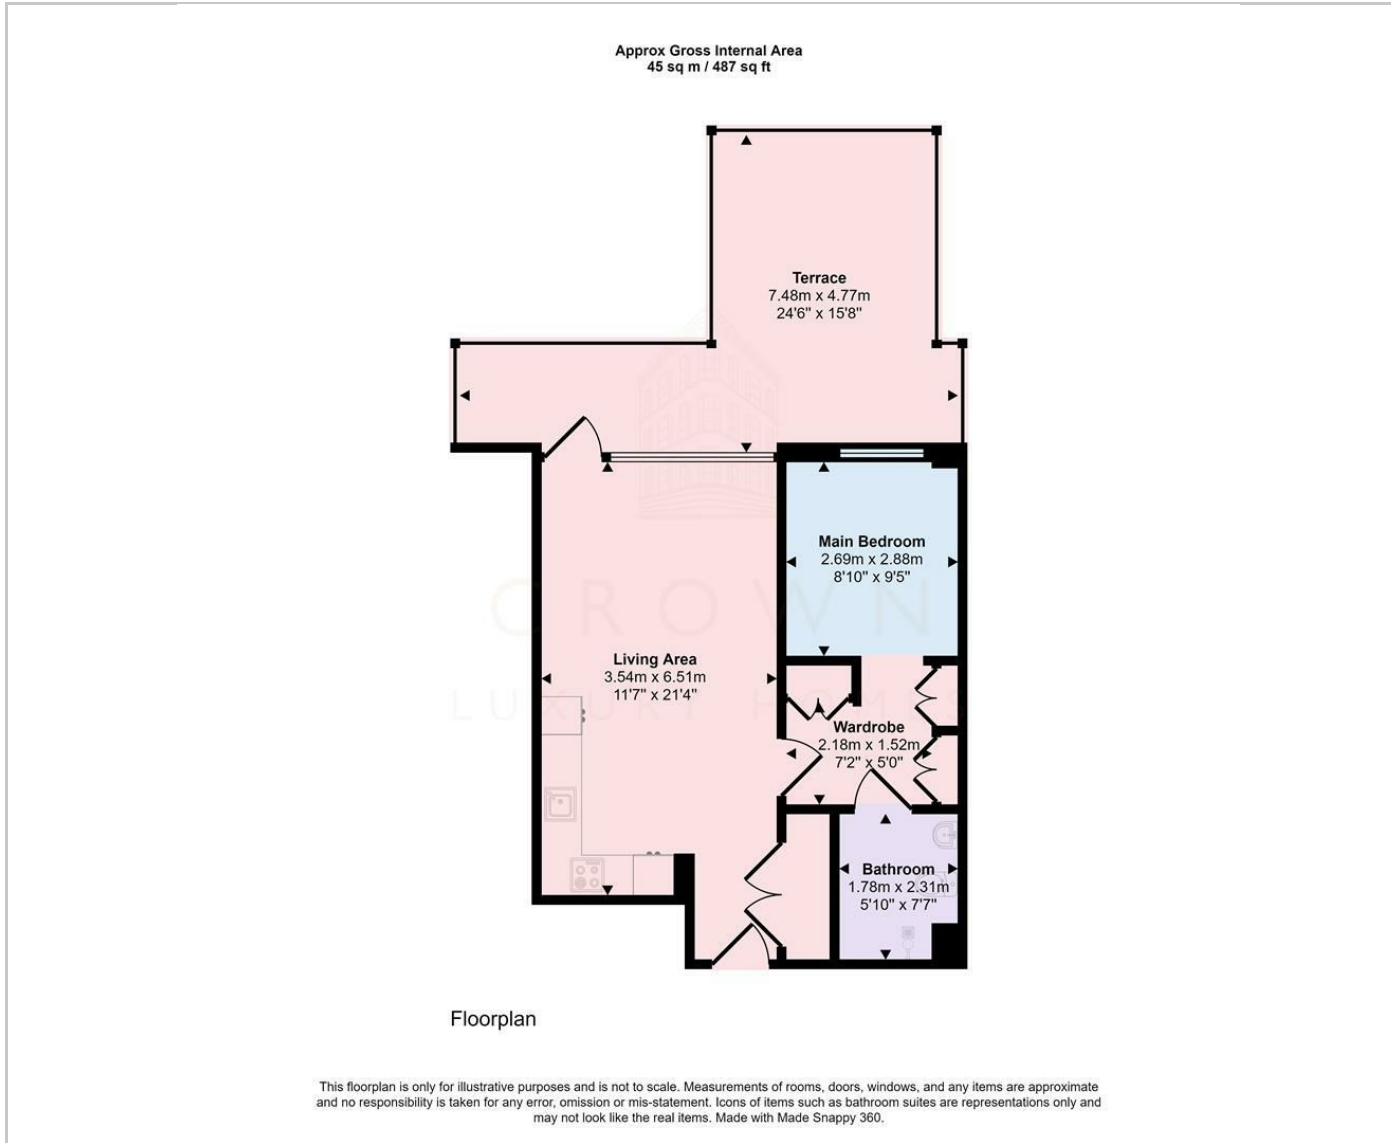 Approx Gross Internal Area
45 sq m / 487 sq ft
Terrace
7.48m x 4.77m
24'6" x 15'8"
Main Bedroom
2.69m x 2.88m
8'10" x 9'5"
CROWN
Living Area
3.54m x 6.51m
11'7" x 21'4"
LUXURY HOMES
Wardrobe
2.18m x 1.52m
7'2" x 5'0"
Bathroom
1.78m x 2.31m
5'10" x 7'7"
Floorplan
This floorplan is only for illustrative purposes and is not to scale. Measurements of rooms, doors, windows, and any items are approximate
and no responsibility is taken for any error, omission or mis-statement. Icons of items such as bathroom suites are representations only and
may not look like the real items. Made with Made Snappy 360.